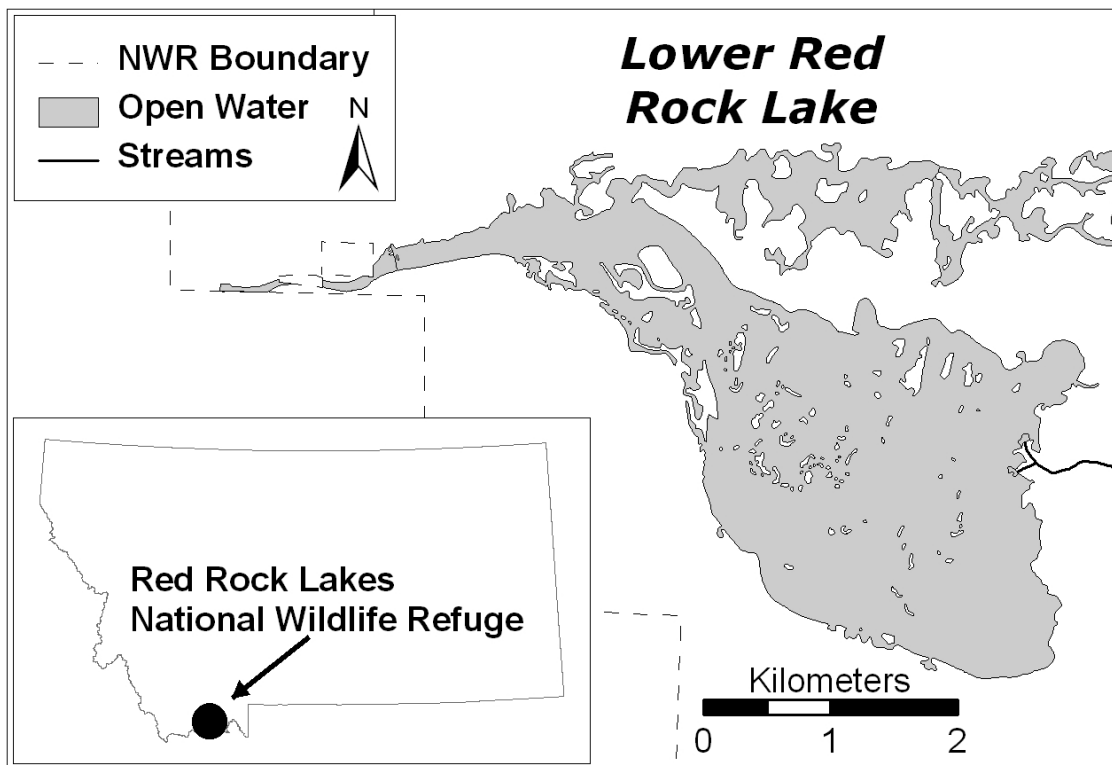 NWR Boundary
Open Water
N
Streams
Lower Red
Rock Lake
Red Rock Lakes
National Wildlife Refuge
Kilometers
0 1 2